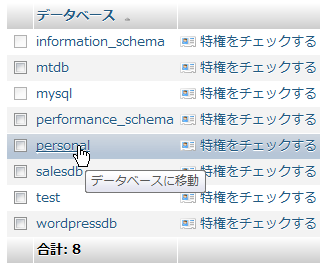 データベース
information_schema 特権をチェックする
mtdb 特権をチェックする
mysql 特権をチェックする
performance_schema 特権をチェックする
personal 特権をチェックする
salesdb 特権をチェックする
データベースに移動
test 特権をチェックする
wordpressdb 特権をチェックする
合計: 8